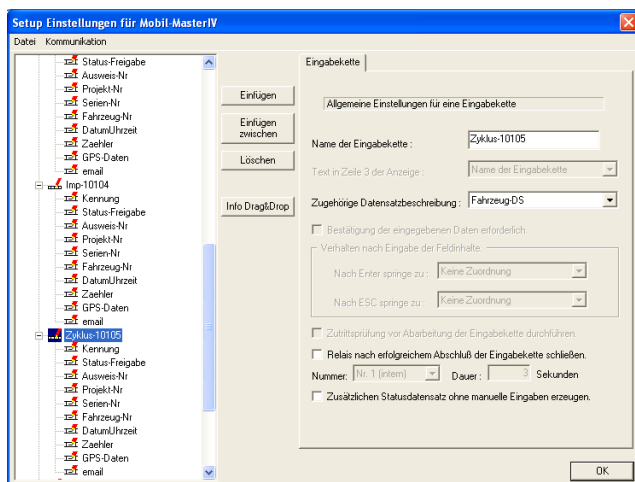 Setup Einstellungen für Mobil-MasterIV
Datei Kommunikation
Status-Freigabe
Ausweis-Nr
Projekt-Nr
Serien-Nr
Fahrzeug-Nr
DatumUhrzeit
Zaehler
GPS-Daten
email
Imp-10104
Kennung
Status-Freigabe
Ausweis-Nr
Projekt-Nr
Serien-Nr
Fahrzeug-Nr
DatumUhrzeit
Zaehler
GPS-Daten
email
Zyklus-10105
Kennung
Status-Freigabe
Ausweis-Nr
Projekt-Nr
Serien-Nr
Fahrzeug-Nr
DatumUhrzeit
Zaehler
GPS-Daten
email
Einfügen
Einfügen
zwischen
Löschen
Info Drag&Drop
Eingabekette
Allgemeine Einstellungen für eine Eingabekette
Name der Eingabekette : Zyklus-10105
Text in Zeile 3 der Anzeige : Name der Eingabekette
Zugehörige Datensatzbeschreibung : Fahrzeug-DS
Bestätigung der eingegebenen Daten erforderlich.
Verhalten nach Eingabe der Feldinhalte.
Nach Enter springe zu : Keine Zuordnung
Nach ESC springe zu : Keine Zuordnung
Zutrittsprüfung vor Abarbeitung der Eingabekette durchführen.
Relais nach erfolgreichem Abschluß der Eingabekette schließen.
Nummer: Nr. 1 (intern) Dauer : 3 Sekunden
Zusätzlichen Statusdatensatz ohne manuelle Eingaben erzeugen.
OK